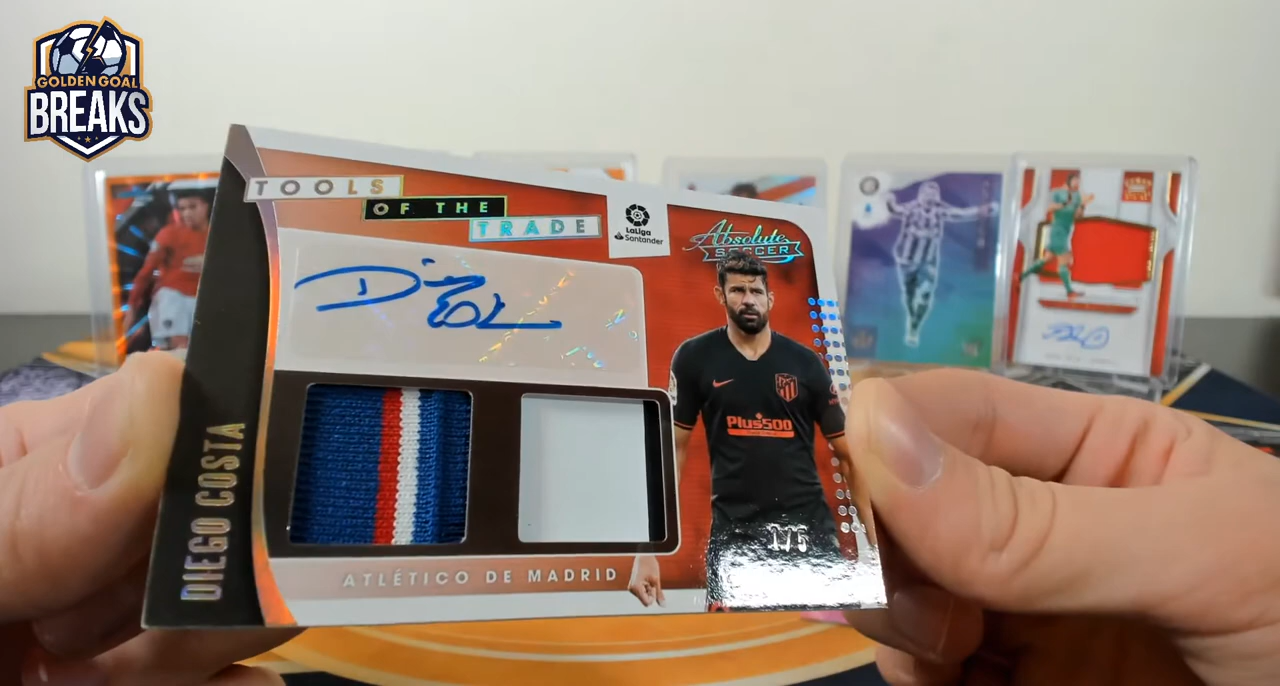 GOLDEN GOAL
BREAKS
TOOLS
OF THE
TRADE
LaLiga
Santander
Absolute
SOCCER
DIEGO COSTA
Plus500
ATLÉTICO DE MADRID